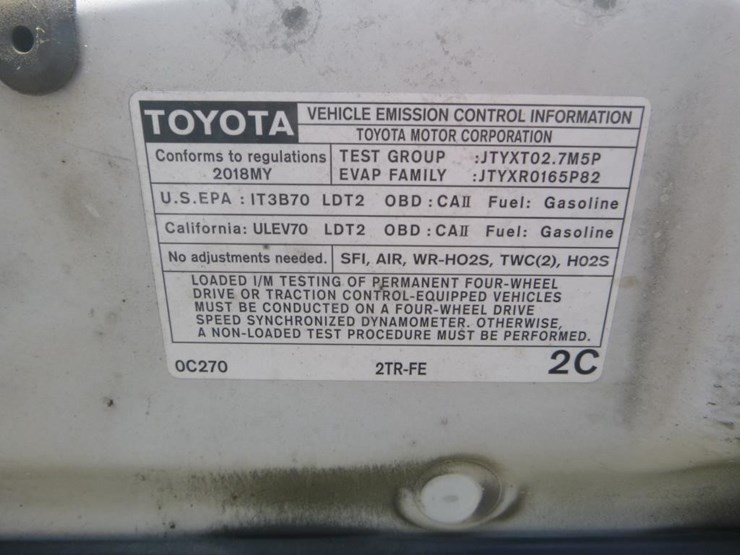 TOYOTA VEHICLE EMISSION CONTROL INFORMATION
TOYOTA MOTOR CORPORATION
Conforms to regulations TEST GROUP :JTYXT02.7M5P
2018MY EVAP FAMILY :JTYXR0165P82
U.S.EPA : IT3B70 LDT2 OBD : CAII Fuel: Gasoline
California: ULEV70 LDT2 OBD : CAII Fuel: Gasoline
No adjustments needed. SFI, AIR, WR-HO2S, TWC(2), HO2S
LOADED I/M TESTING OF PERMANENT FOUR-WHEEL
DRIVE OR TRACTION CONTROL-EQUIPPED VEHICLES
MUST BE CONDUCTED ON A FOUR-WHEEL DRIVE
SPEED SYNCHRONIZED DYNAMOMETER. OTHERWISE,
A NON-LOADED TEST PROCEDURE MUST BE PERFORMED.
0C270 2TR-FE 2C